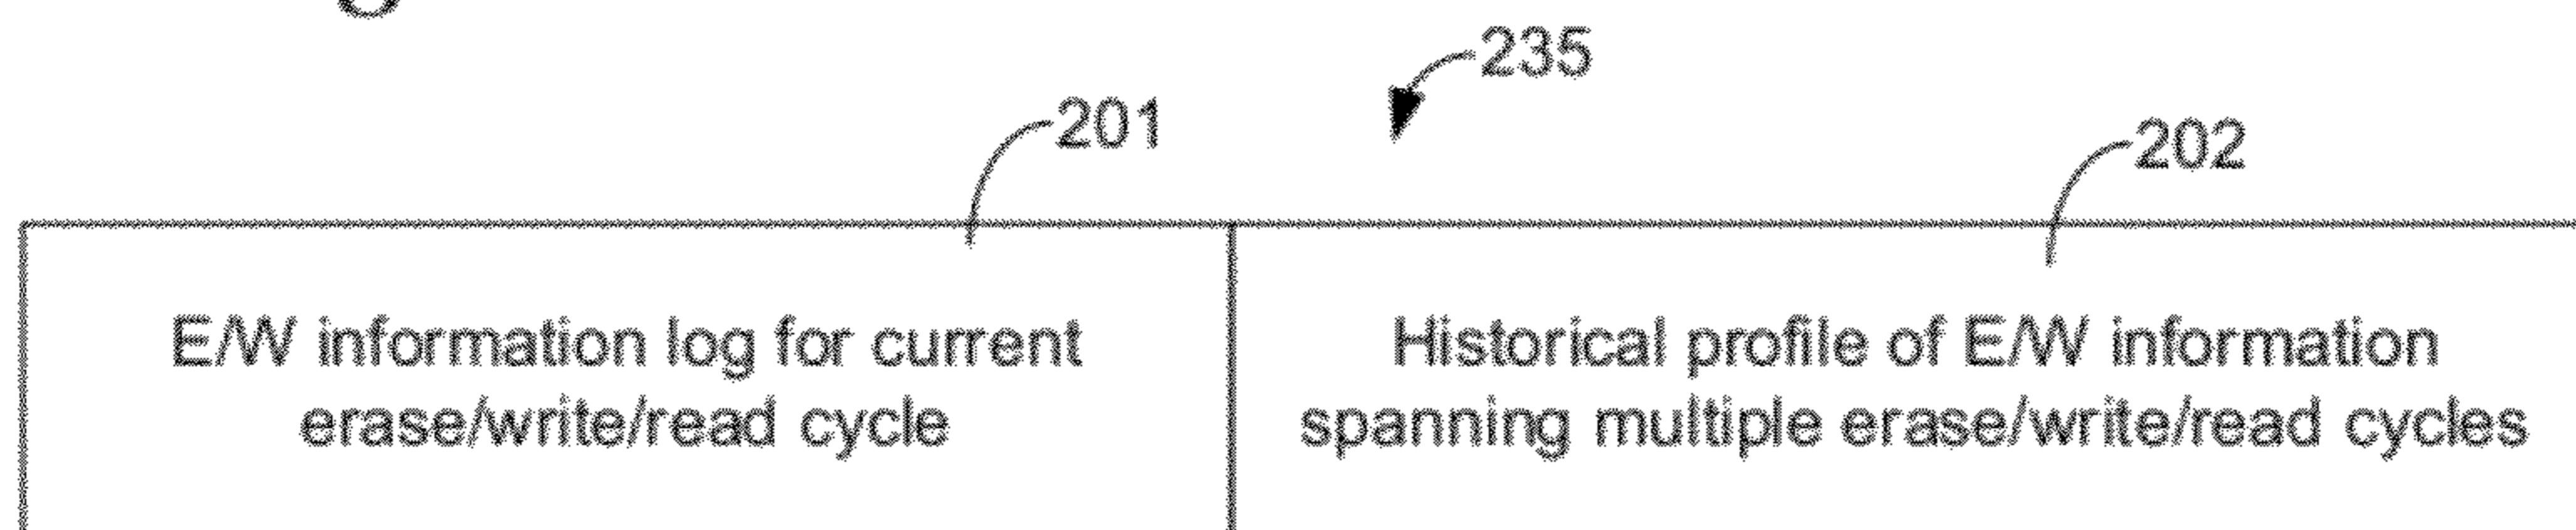 235
201
202
E/W information log for current
erase/write/read cycle
Historical profile of E/W information
spanning multiple erase/write/read cycles